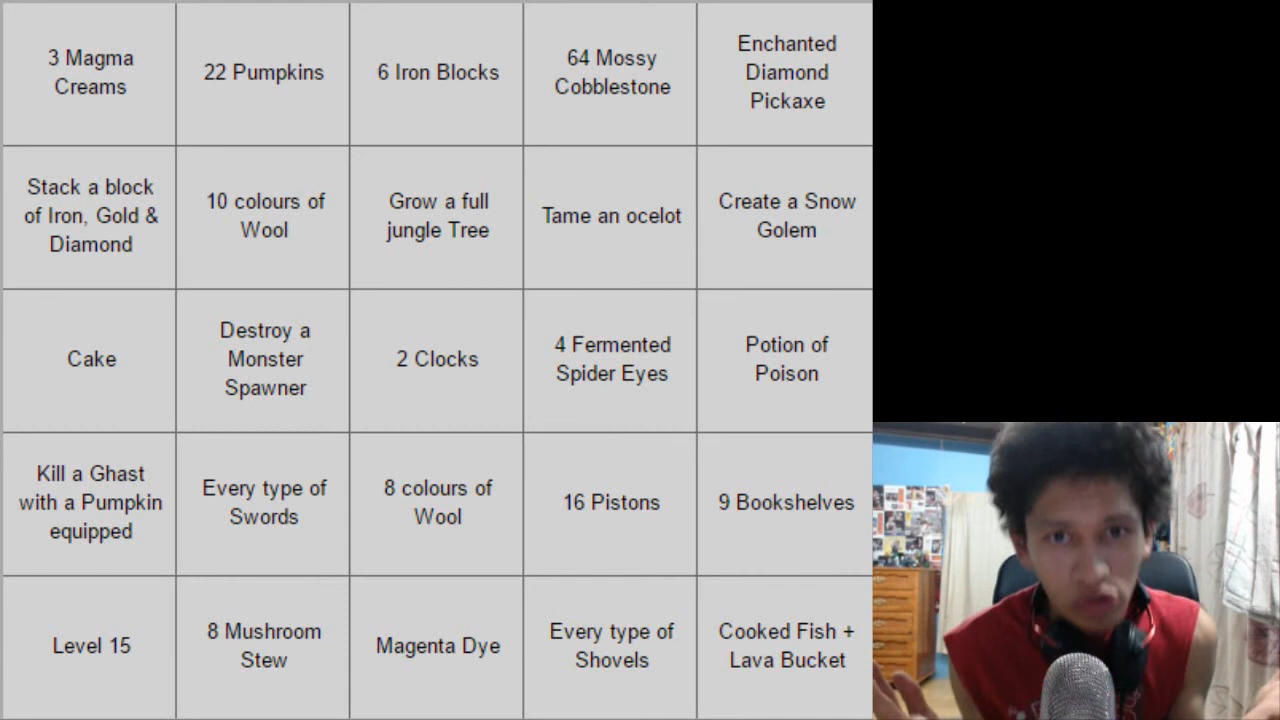 3 Magma
Creams
22 Pumpkins
6 Iron Blocks
64 Mossy
Cobblestone
Enchanted
Diamond
Pickaxe
Stack a block
of Iron, Gold &
Diamond
10 colours of
Wool
Grow a full
jungle Tree
Tame an ocelot
Create a Snow
Golem
Cake
Destroy a
Monster
Spawner
2 Clocks
4 Fermented
Spider Eyes
Potion of
Poison
Kill a Ghast
with a Pumpkin
equipped
Every type of
Swords
8 colours of
Wool
16 Pistons
9 Bookshelves
Level 15
8 Mushroom
Stew
Magenta Dye
Every type of
Shovels
Cooked Fish +
Lava Bucket